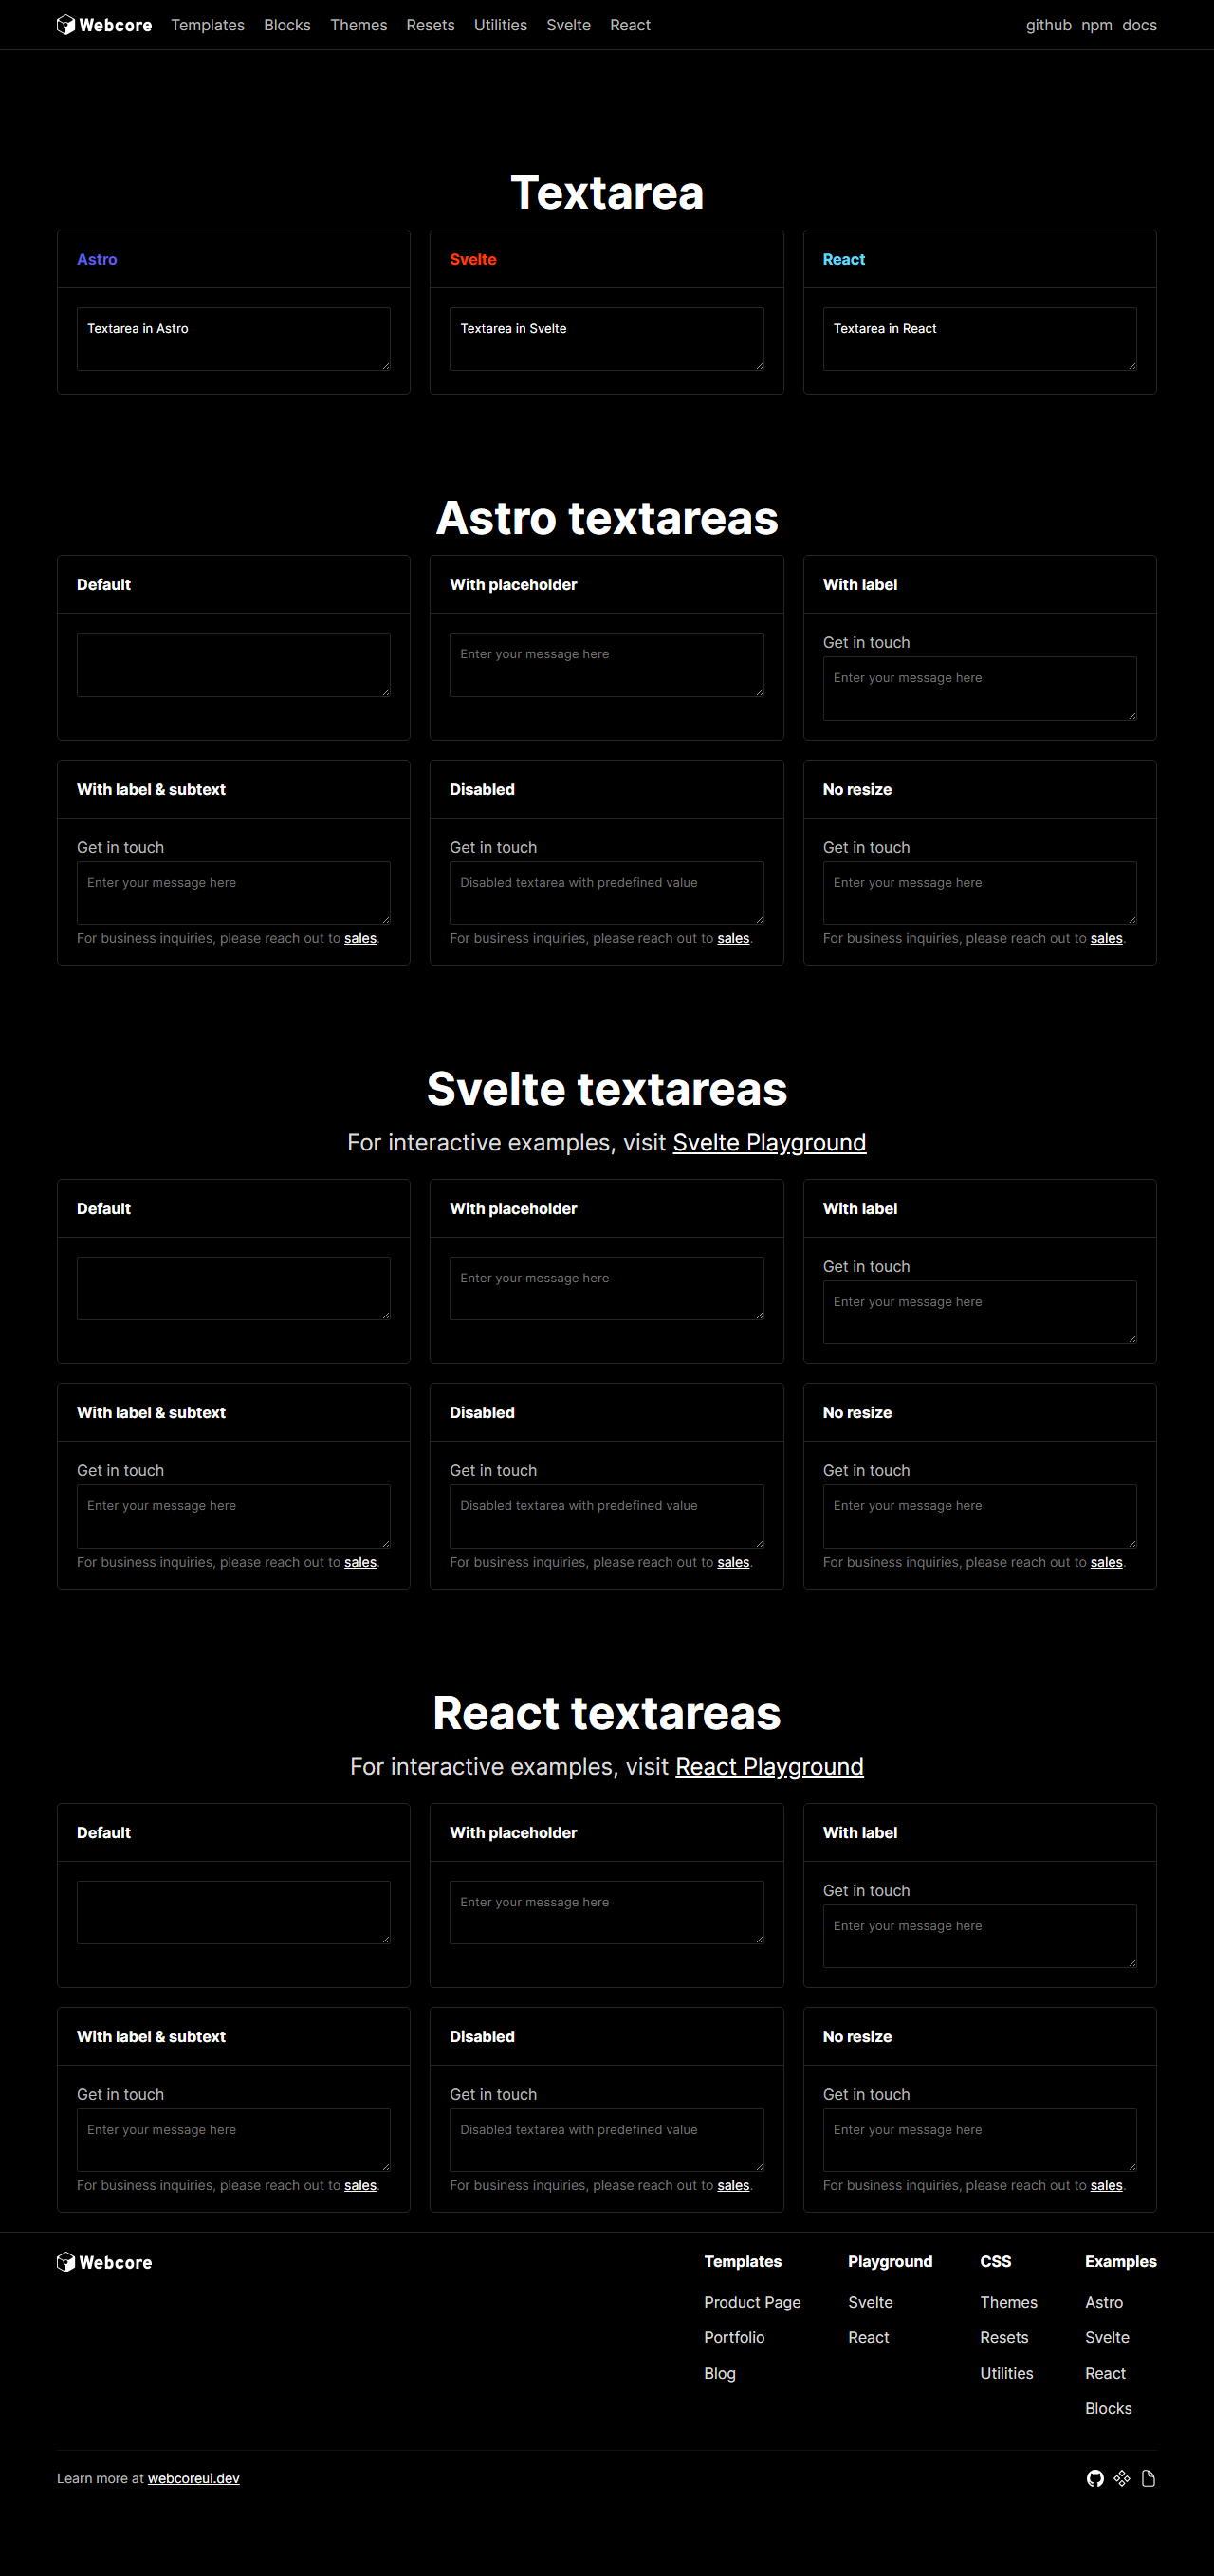 Webcore Templates Blocks Themes Resets Utilities Svelte React github npm docs
Textarea
Astro Svelte React
Textarea in Astro Textarea in Svelte Textarea in React
Astro textareas
Default With placeholder With label
Get in touch
Enter your message here
Enter your message here
With label & subtext Disabled No resize
Get in touch Get in touch Get in touch
Enter your message here Disabled textarea with predefined value Enter your message here
For business inquiries, please reach out to sales. For business inquiries, please reach out to sales. For business inquiries, please reach out to sales.
Svelte textareas
For interactive examples, visit Svelte Playground
Default With placeholder With label
Get in touch
Enter your message here
Enter your message here
With label & subtext Disabled No resize
Get in touch Get in touch Get in touch
Enter your message here Disabled textarea with predefined value Enter your message here
For business inquiries, please reach out to sales. For business inquiries, please reach out to sales. For business inquiries, please reach out to sales.
React textareas
For interactive examples, visit React Playground
Default With placeholder With label
Get in touch
Enter your message here
Enter your message here
With label & subtext Disabled No resize
Get in touch Get in touch Get in touch
Enter your message here Disabled textarea with predefined value Enter your message here
For business inquiries, please reach out to sales. For business inquiries, please reach out to sales. For business inquiries, please reach out to sales.
Webcore Templates Playground CSS Examples
Product Page Svelte Themes Astro
Portfolio React Resets Svelte
Blog Utilities React
Blocks
Learn more at webcoreui.dev